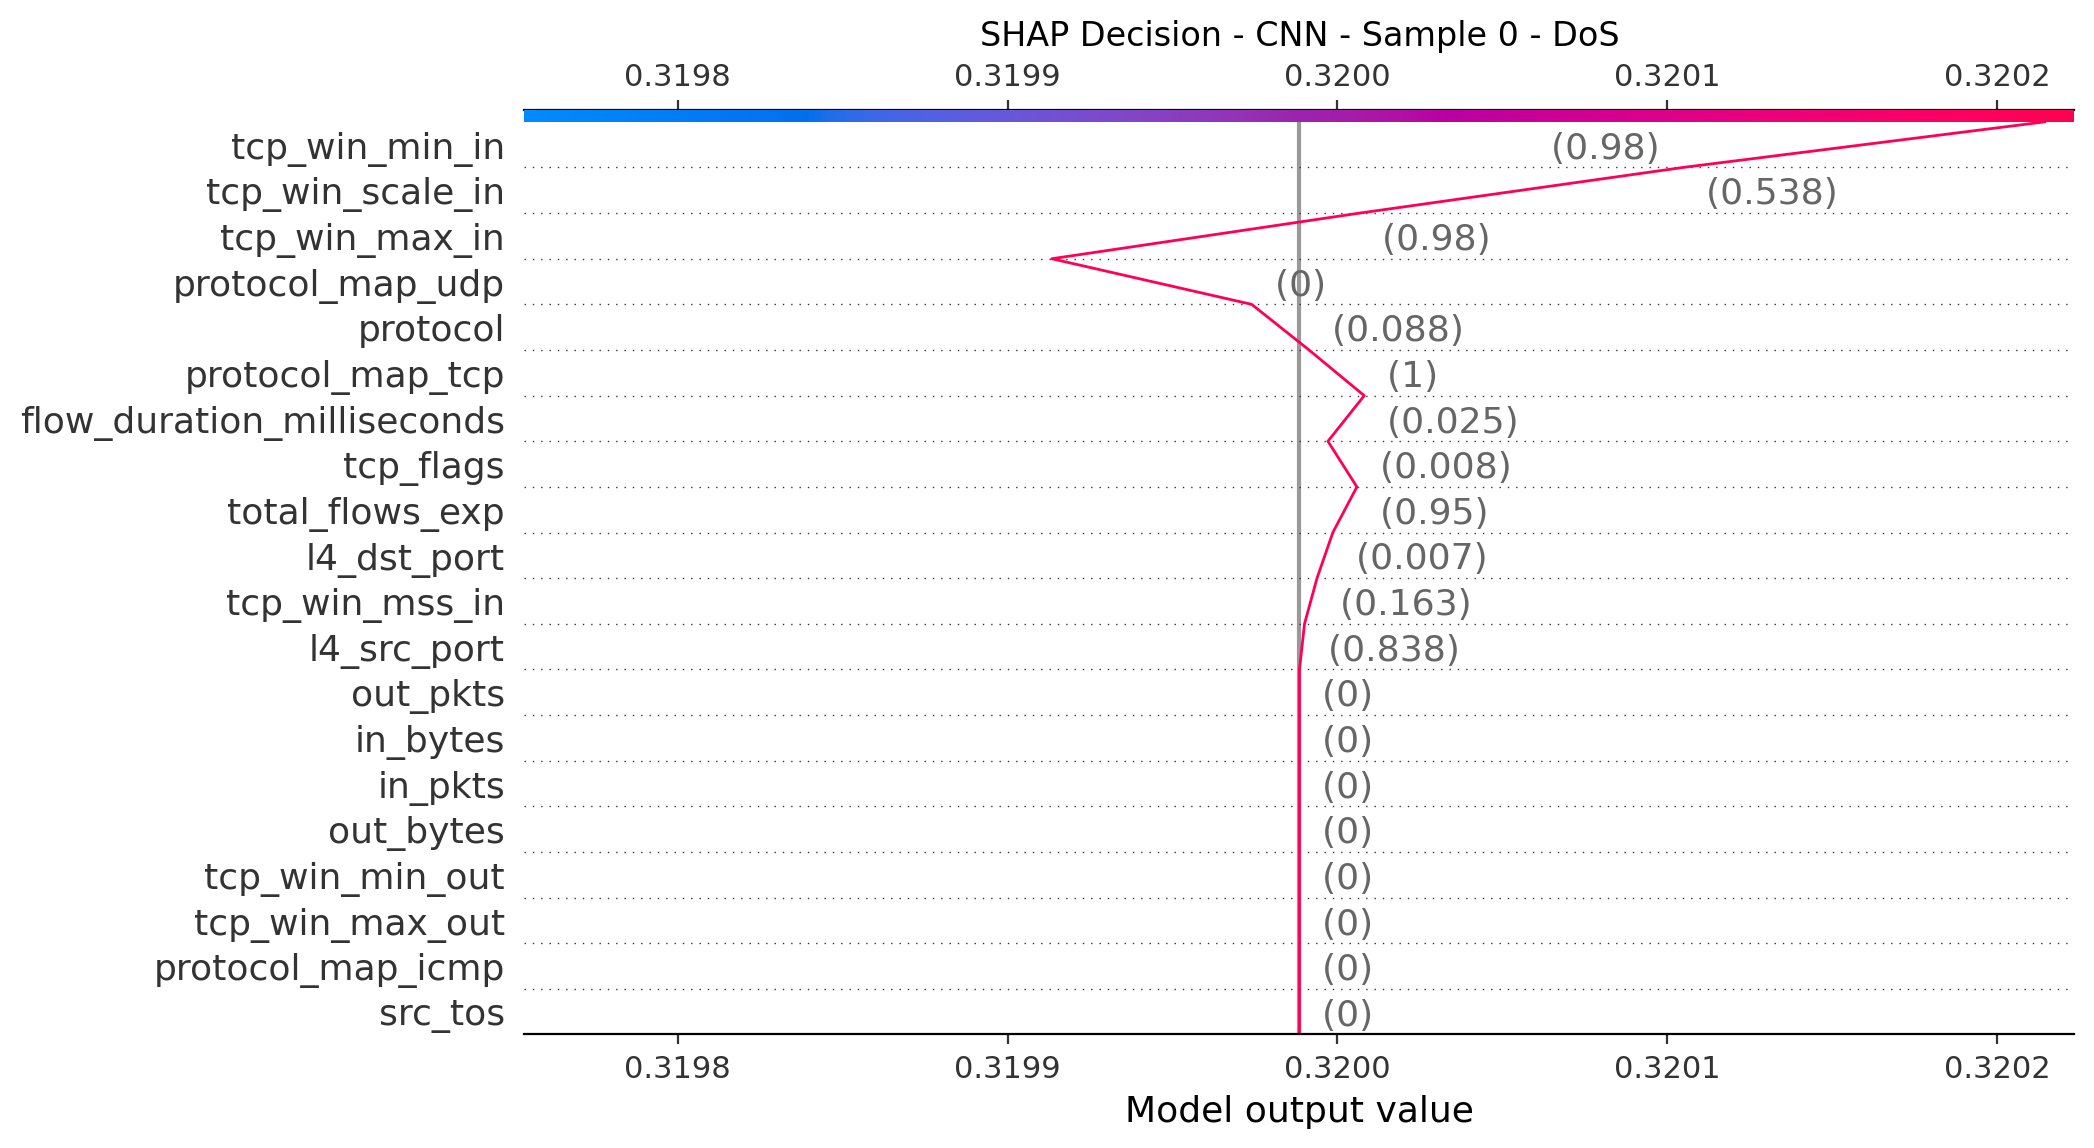 SHAP Decision - CNN - Sample 0 - DoS
0.3198 0.3199 0.3200 0.3201 0.3202
tcp_win_min_in (0.98)
tcp_win_scale_in (0.538)
tcp_win_max_in (0.98)
protocol_map_udp (0)
protocol (0.088)
protocol_map_tcp (1)
flow_duration_milliseconds (0.025)
tcp_flags (0.008)
total_flows_exp (0.95)
l4_dst_port (0.007)
tcp_win_mss_in (0.163)
l4_src_port (0.838)
out_pkts (0)
in_bytes (0)
in_pkts (0)
out_bytes (0)
tcp_win_min_out (0)
tcp_win_max_out (0)
protocol_map_icmp (0)
src_tos (0)
0.3198 0.3199 0.3200 0.3201 0.3202
Model output value